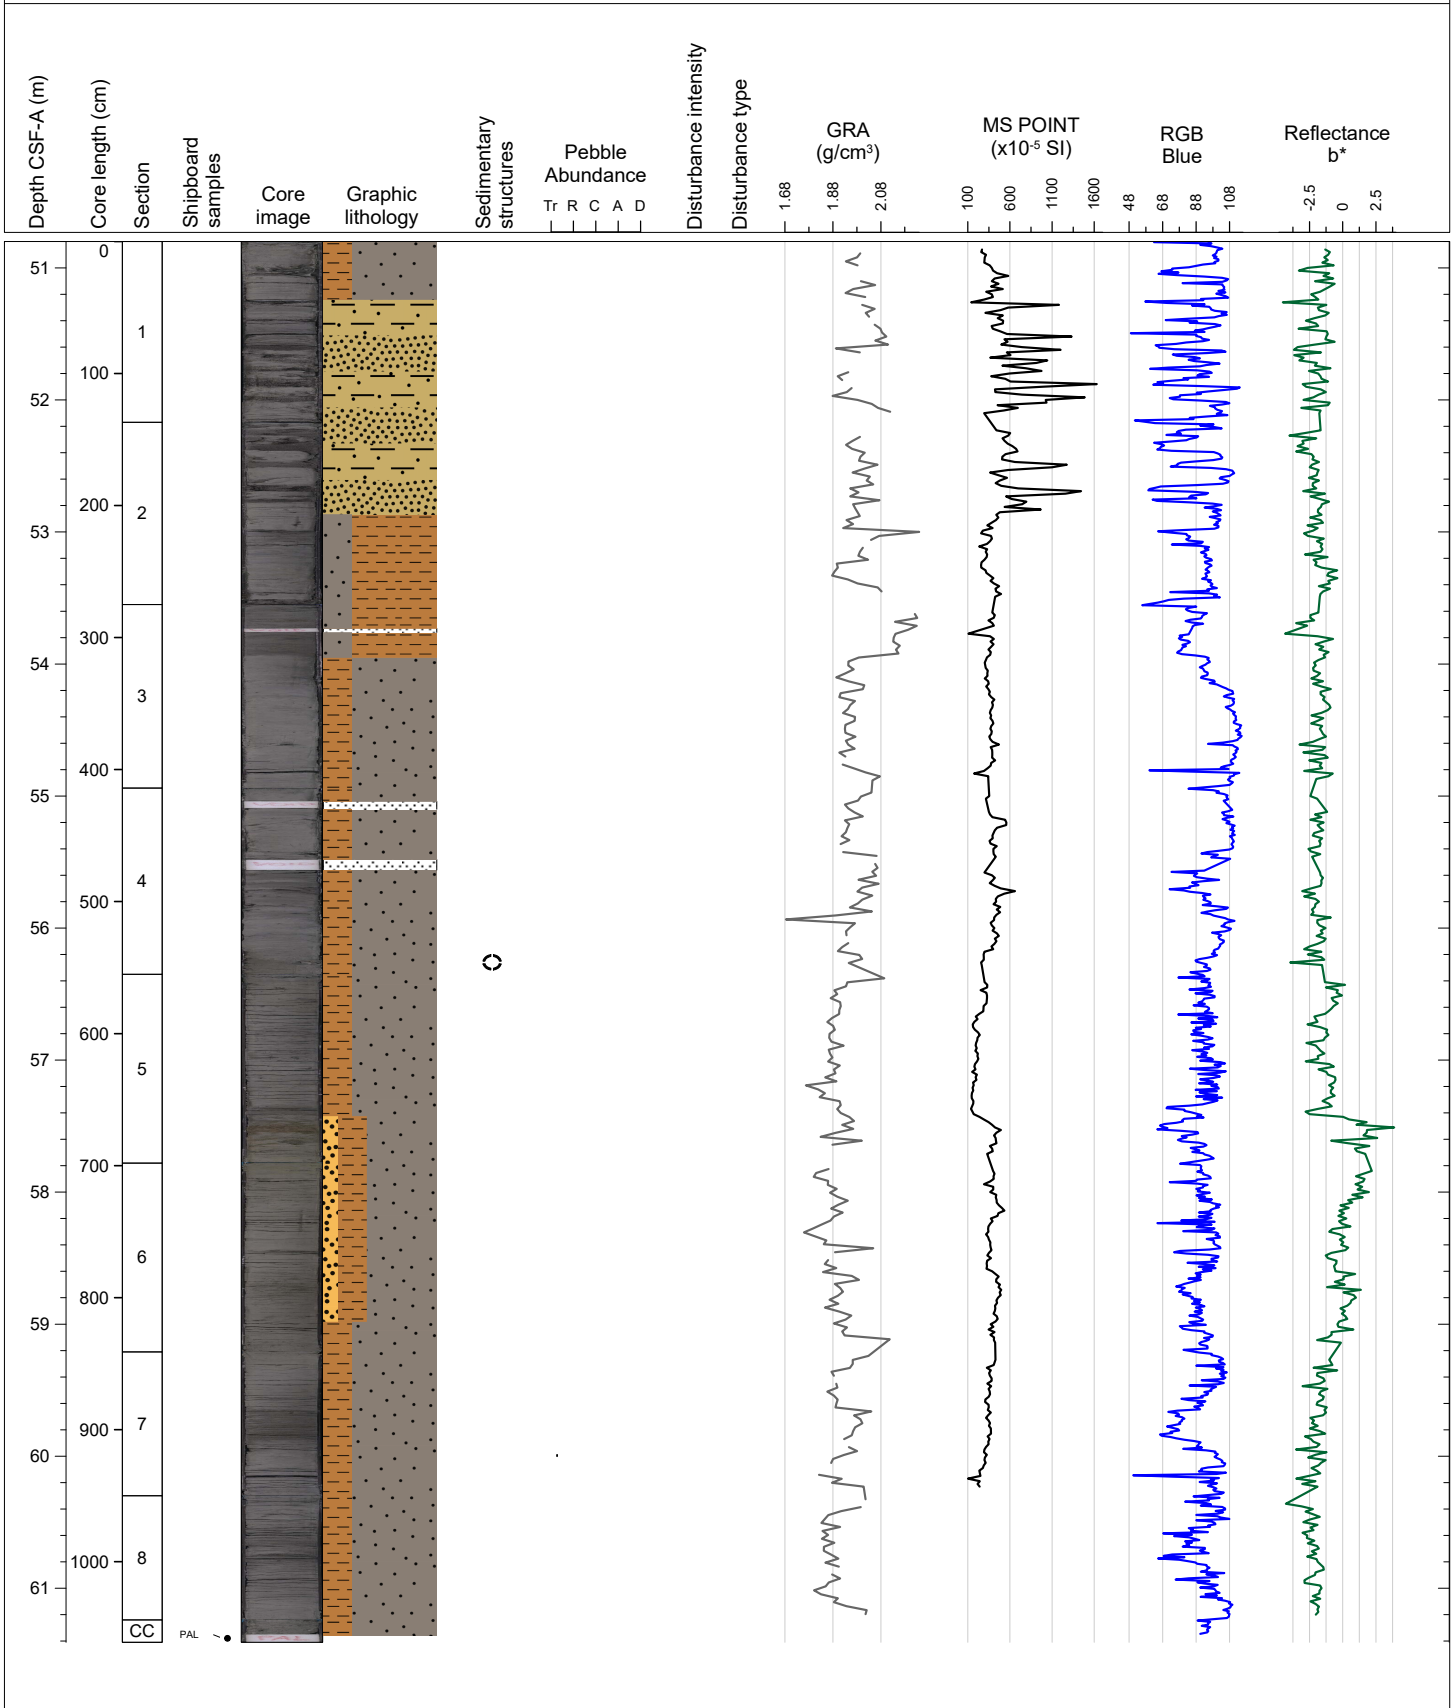 Depth CSF-A (m)
Core length (cm)
Section
Shipboard
samples
Core
image
Graphic
lithology
Sedimentary
structures
Pebble
Abundance
Tr R C A D
Disturbance intensity
Disturbance type
GRA
(g/cm³)
1.68 1.88 2.08
MS POINT
(x10⁻⁵ SI)
100 600 1100 1600
RGB
Blue
48 68 88 108
Reflectance
b*
-2.5 0 2.5
0
51
1
100
52
200
2
53
300
54
3
400
55
4
500
56
600
57
5
700
58
6
800
59
7
900
60
8
1000
61
CC
PAL